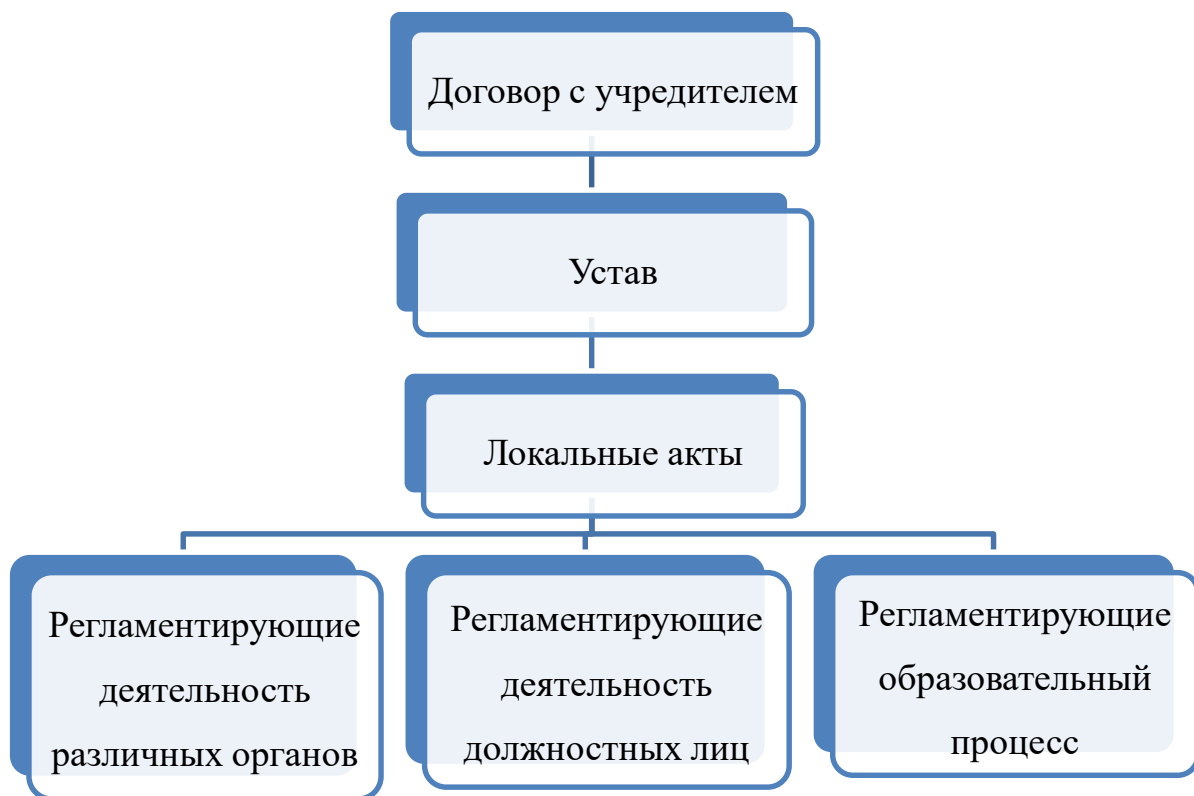 Договор с учредителем
Устав
Локальные акты
Регламентирующие
деятельность
различных органов
Регламентирующие
деятельность
должностных лиц
Регламентирующие
образовательный
процесс